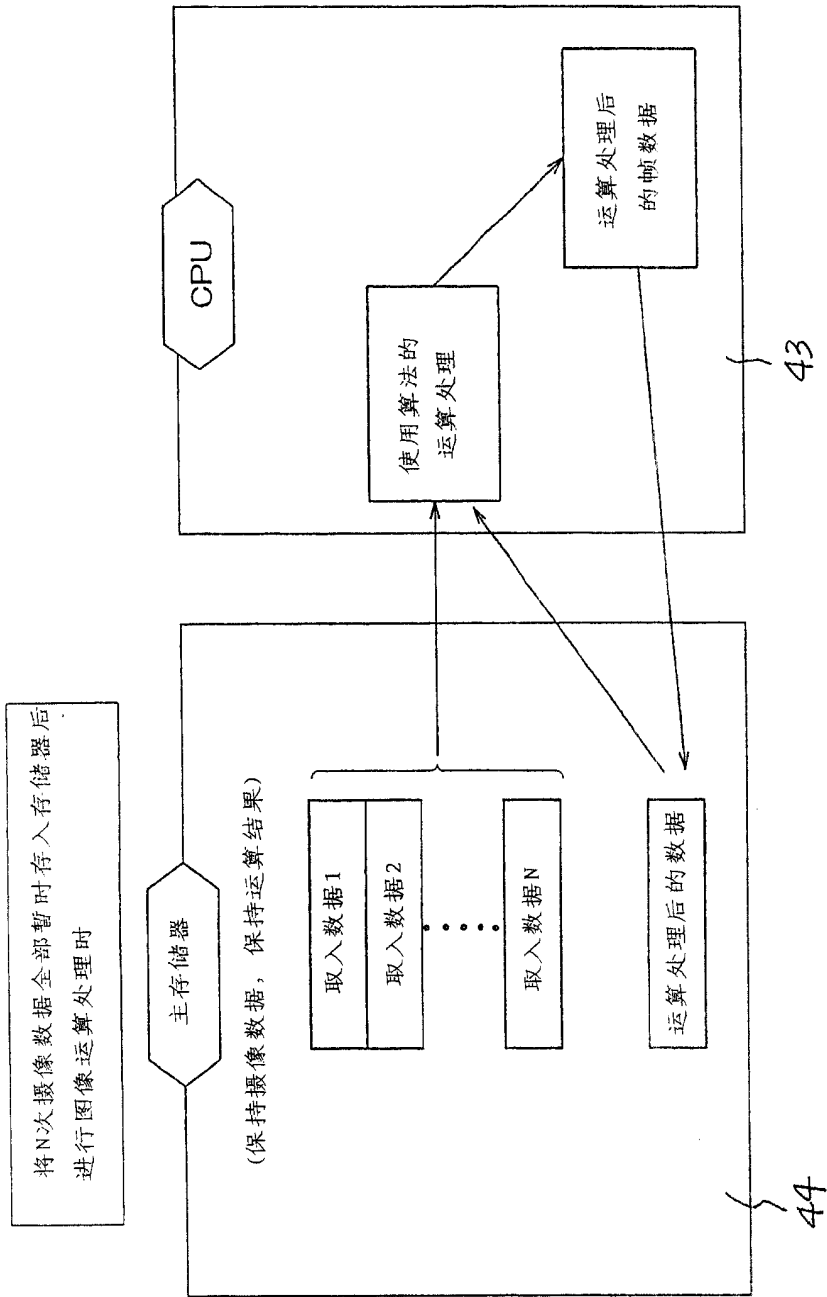 将N次摄像数据全部暂时存入存储器后
进行图像运算处理时
主存储器
(保持摄像数据，保持运算结果)
取入数据1
取入数据2
取入数据N
运算处理后的数据
44
CPU
使用算法的
运算处理
运算处理后
的帧数据
43